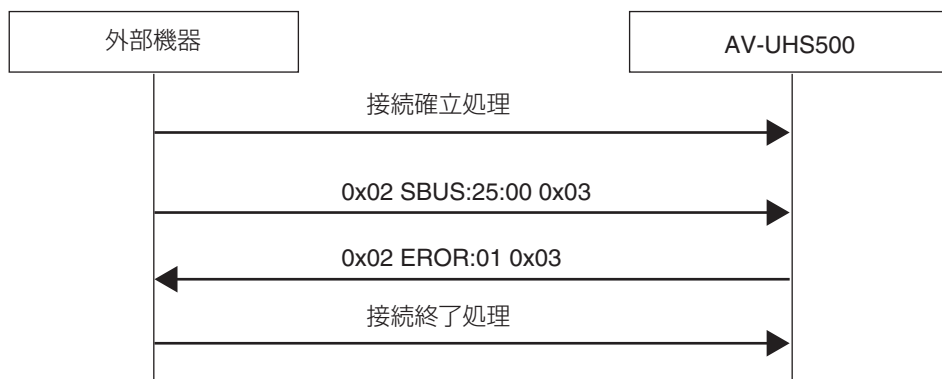 外部機器
AV-UHS500
接続確立処理
0x02 SBUS:25:00 0x03
0x02 EROR:01 0x03
接続終了処理